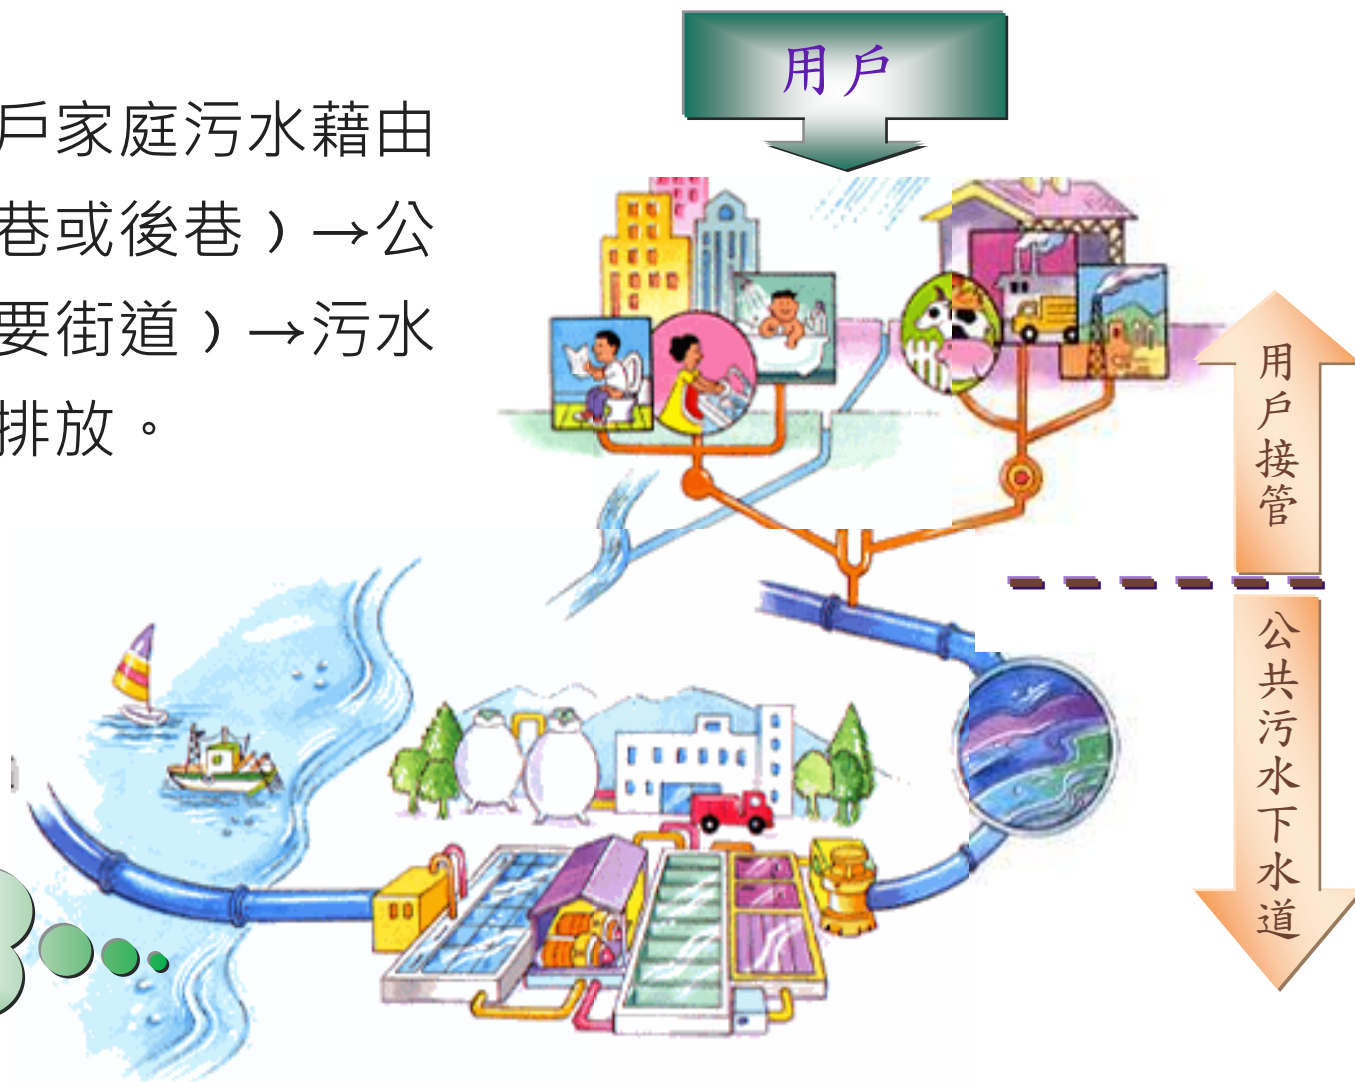 用戶
戶家庭污水藉由
巷或後巷）→公
要街道）→污水
排放。
用戶接管
公共污水下水道